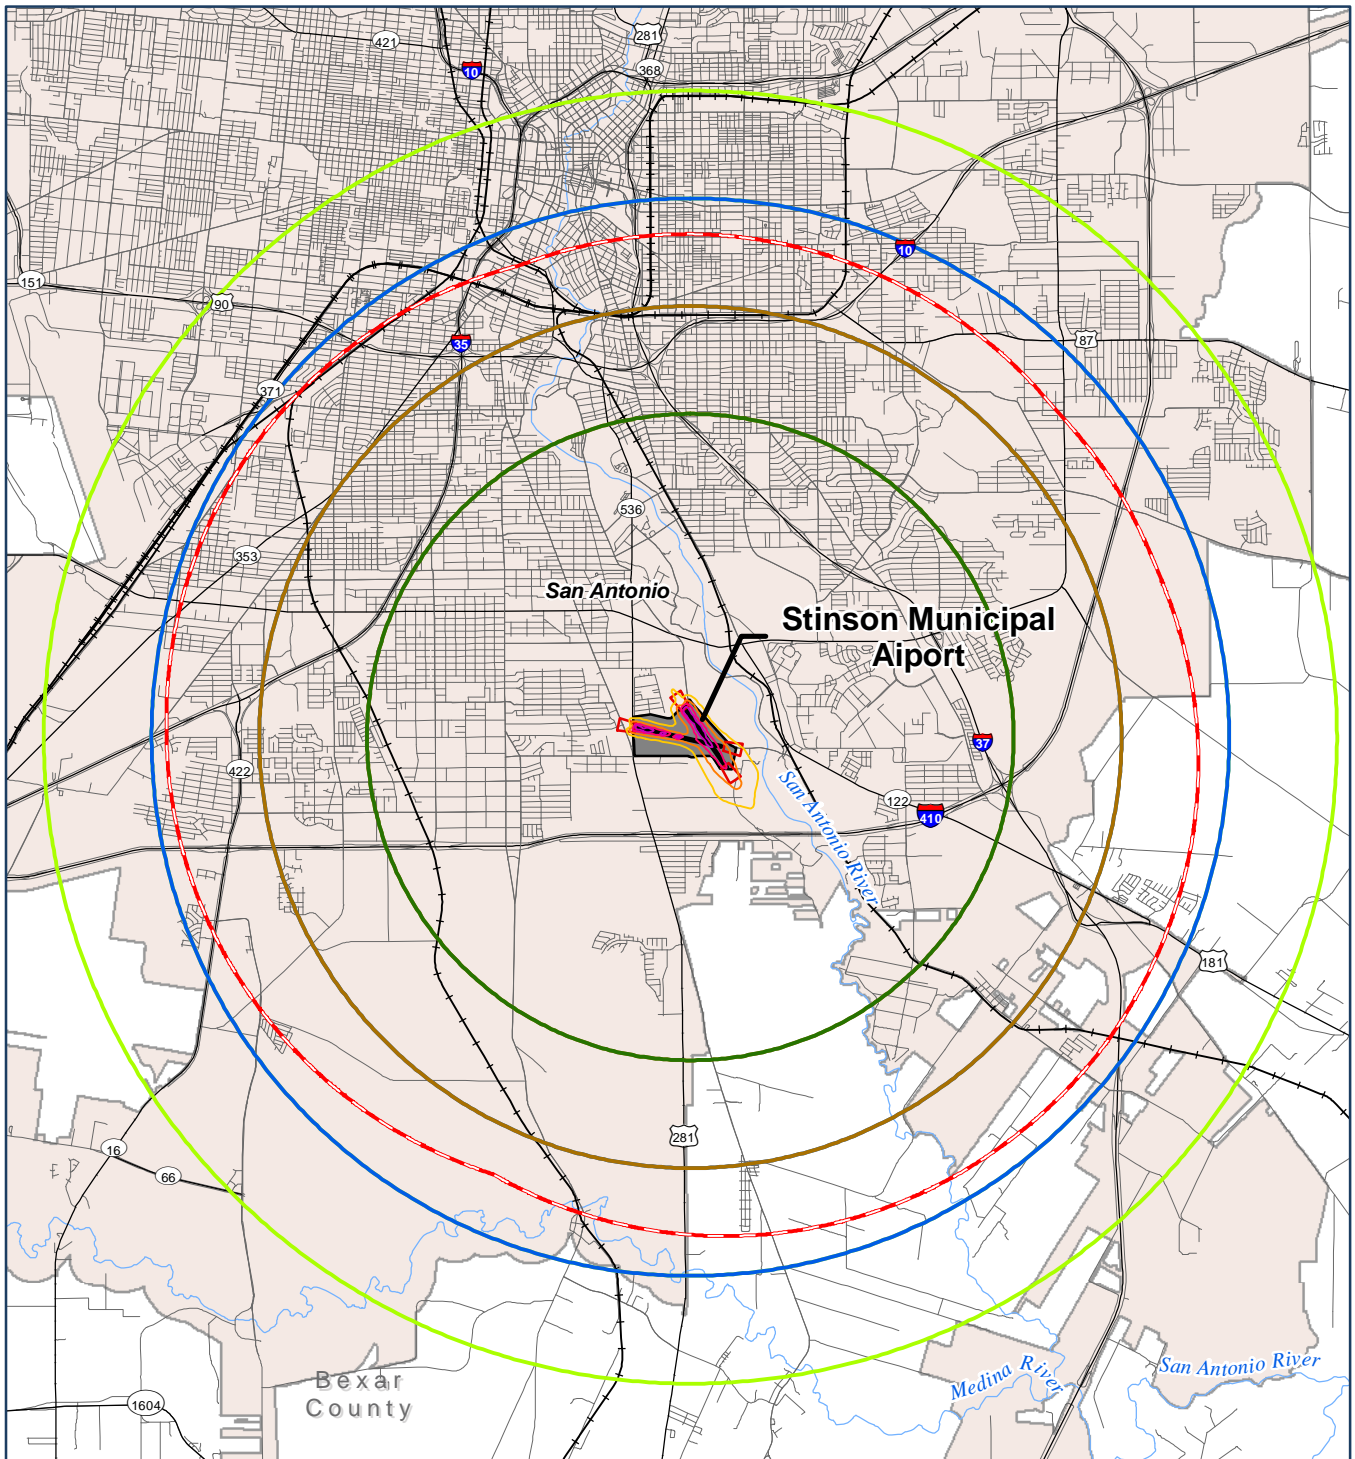 421
281
10
368
10
151
90
87
35
371
536
353
San Antonio
Stinson Municipal
Aiport
37
422
122
410
San Antonio River
181
281
16
66
Bexar
County
1604
Medina River
San Antonio River